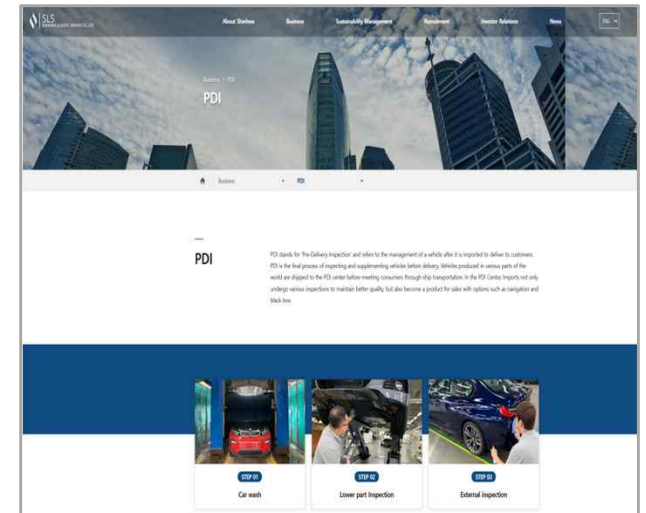 SLS
About Shinhwa Business Sustainability Management Recruitment Investor Relations News ENG
Business > PDI
PDI
Business PDI
PDI
PDI stands for 'Pre-Delivery Inspection' and refers to the management of a vehicle after it is imported to deliver to customers.
PDI is the final process of inspecting and supplementing vehicles before delivery. Vehicles produced in various parts of the
world are shipped to the PDI center before meeting consumers through ship transportation. In the PDI Center, Imports not only
undergo various inspections to maintain better quality, but also become a product for sales with options such as navigation and
black box.
STEP 01 STEP 02 STEP 03
Car wash Lower part Inspection External inspection